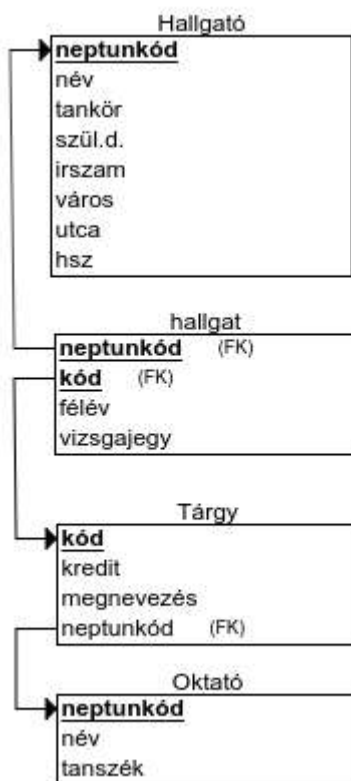 Hallgató
neptunkód
név
tankör
szül.d.
irszam
város
utca
hsz
hallgat
neptunkód (FK)
kód (FK)
félév
vizsgajegy
Tárgy
kód
kredit
megnevezés
neptunkód (FK)
Oktató
neptunkód
név
tanszék